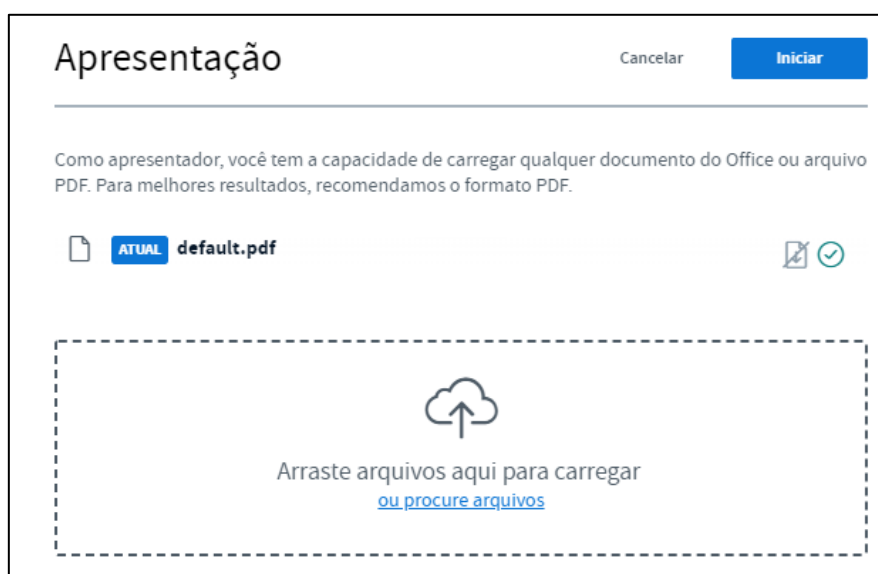 Apresentação
Cancelar
Iniciar
Como apresentador, você tem a capacidade de carregar qualquer documento do Office ou arquivo
PDF. Para melhores resultados, recomendamos o formato PDF.
ATUAL default.pdf
Arraste arquivos aqui para carregar
ou procure arquivos